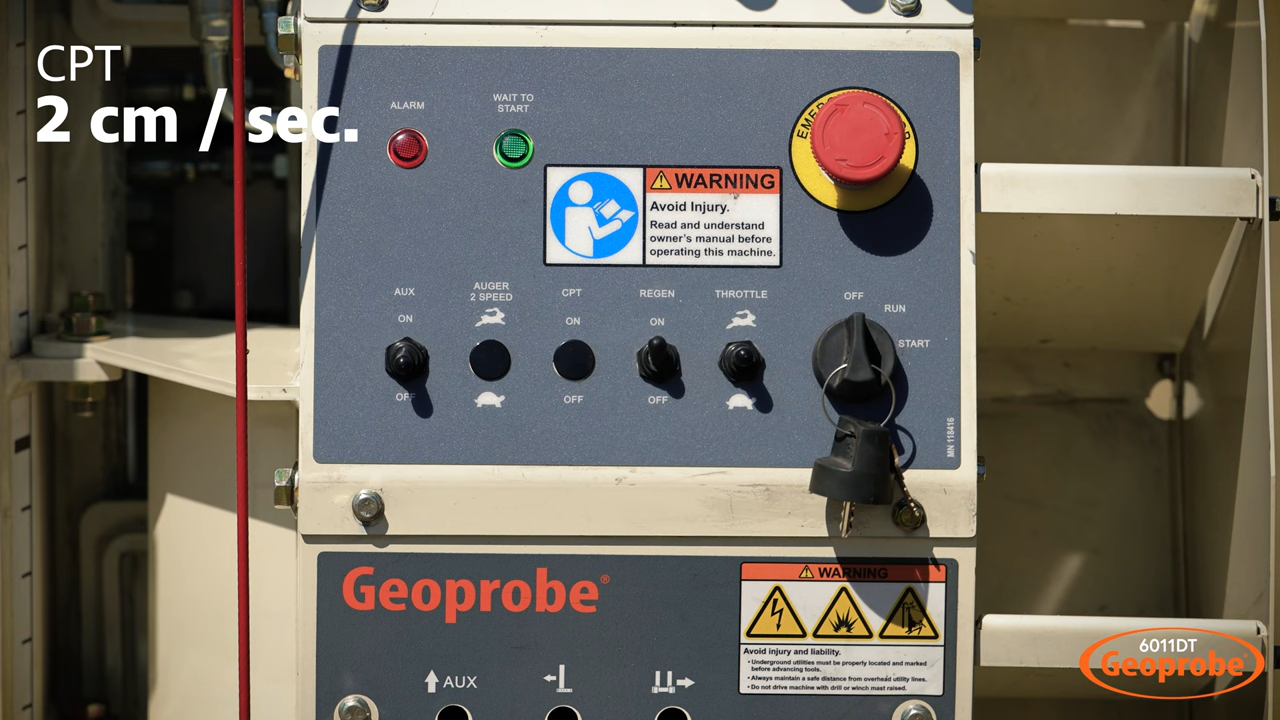 CPT
2 cm / sec.
ALARM
WAIT TO
START
WARNING
Avoid Injury.
Read and understand
owner's manual before
operating this machine.
AUX
AUGER
2 SPEED
CPT
REGEN
THROTTLE
ON
ON
ON
OFF
RUN
START
OFF
OFF
OFF
MN 118416
Geoprobe®
WARNING
Avoid injury and liability.
• Underground utilities must be properly located and marked
before advancing tools.
• Always maintain a safe distance from overhead utility lines.
• Do not drive machine with drill or winch mast raised.
AUX
6011DT
Geoprobe